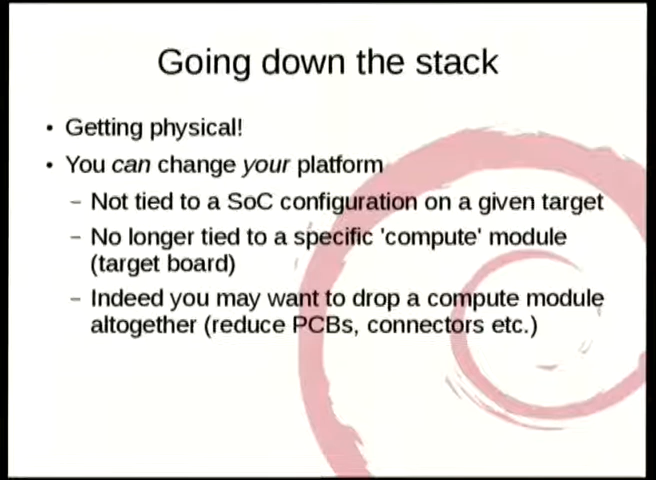 Going down the stack
• Getting physical!
• You can change your platform
– Not tied to a SoC configuration on a given target
– No longer tied to a specific 'compute' module
(target board)
– Indeed you may want to drop a compute module
altogether (reduce PCBs, connectors etc.)